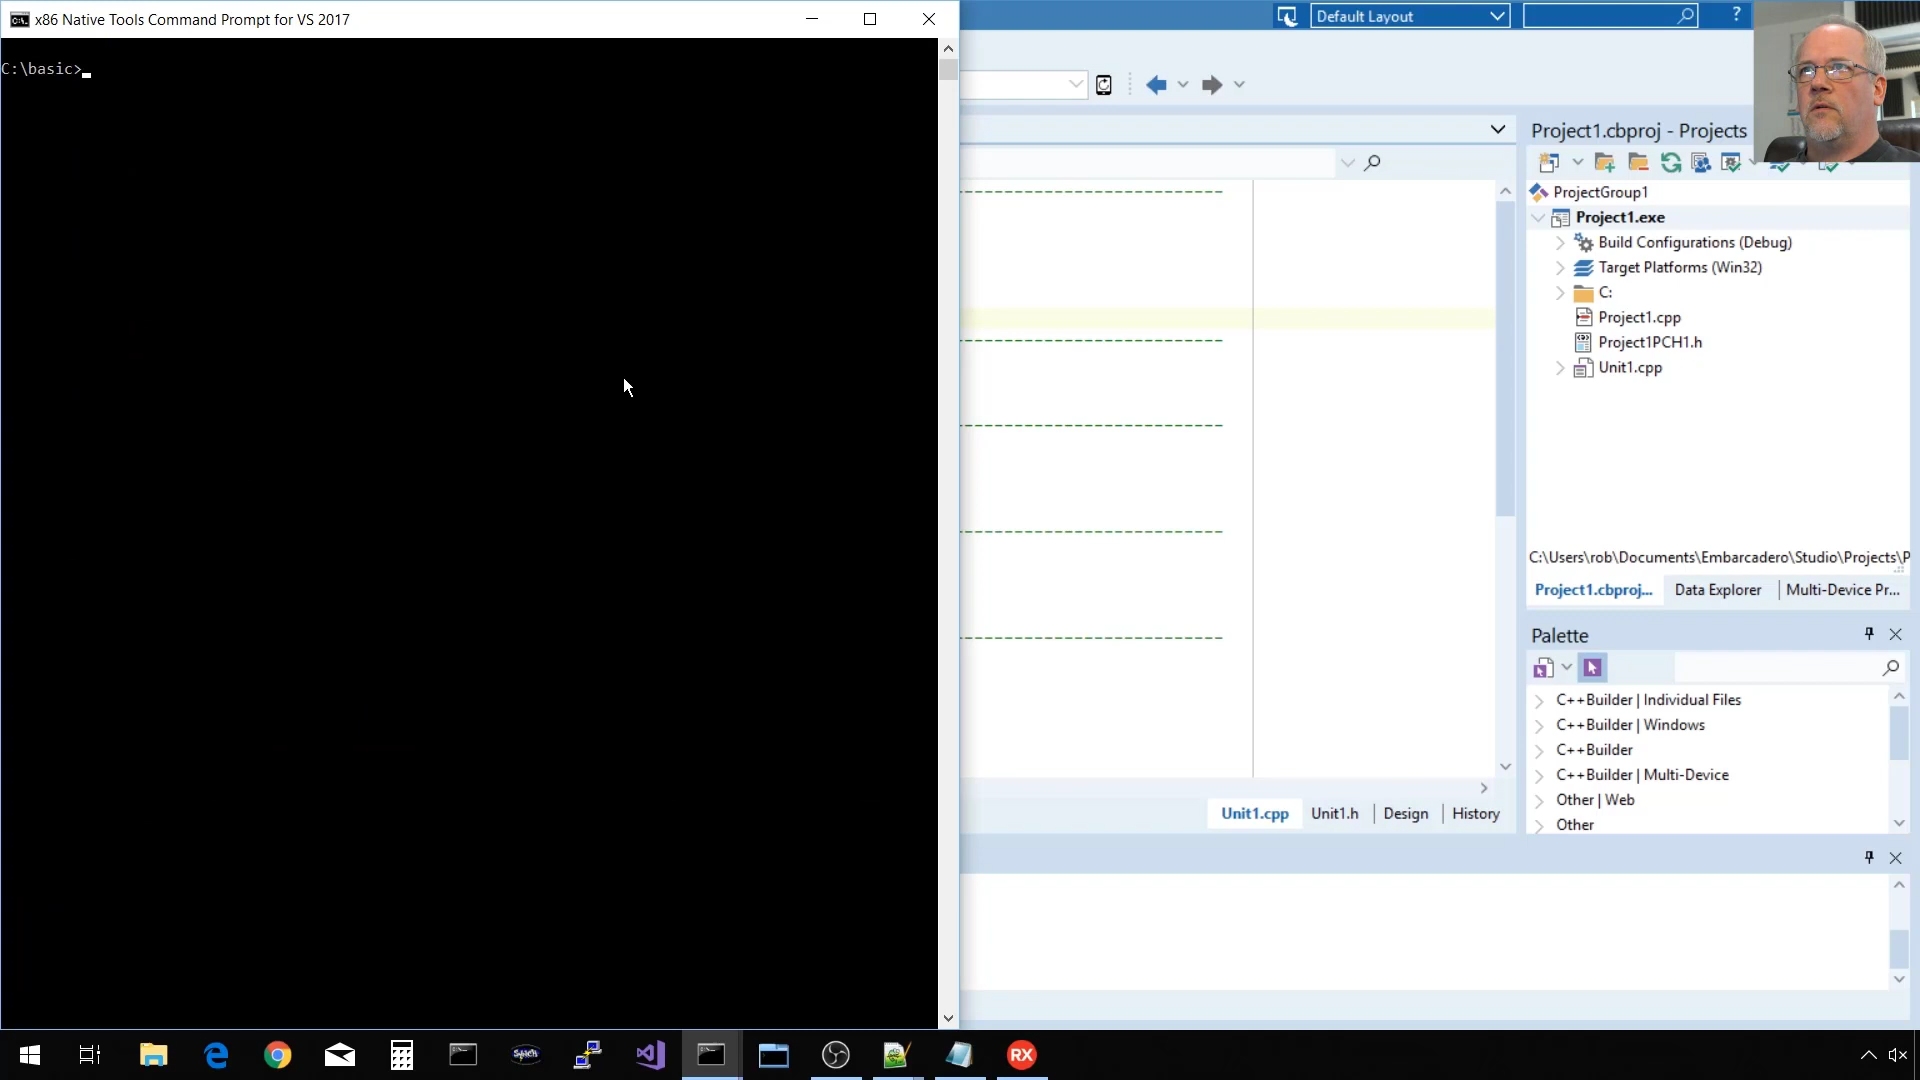 x86 Native Tools Command Prompt for VS 2017
C:\basic>
Default Layout
?
Project1.cbproj - Projects
ProjectGroup1
Project1.exe
Build Configurations (Debug)
Target Platforms (Win32)
C:
Project1.cpp
Project1PCH1.h
Unit1.cpp
C:\Users\rob\Documents\Embarcadero\Studio\Projects\P
Project1.cbproj...
Data Explorer
Multi-Device Pr...
Palette
C++Builder | Individual Files
C++Builder | Windows
C++Builder
C++Builder | Multi-Device
Other | Web
Other
Unit1.cpp
Unit1.h
Design
History
RX